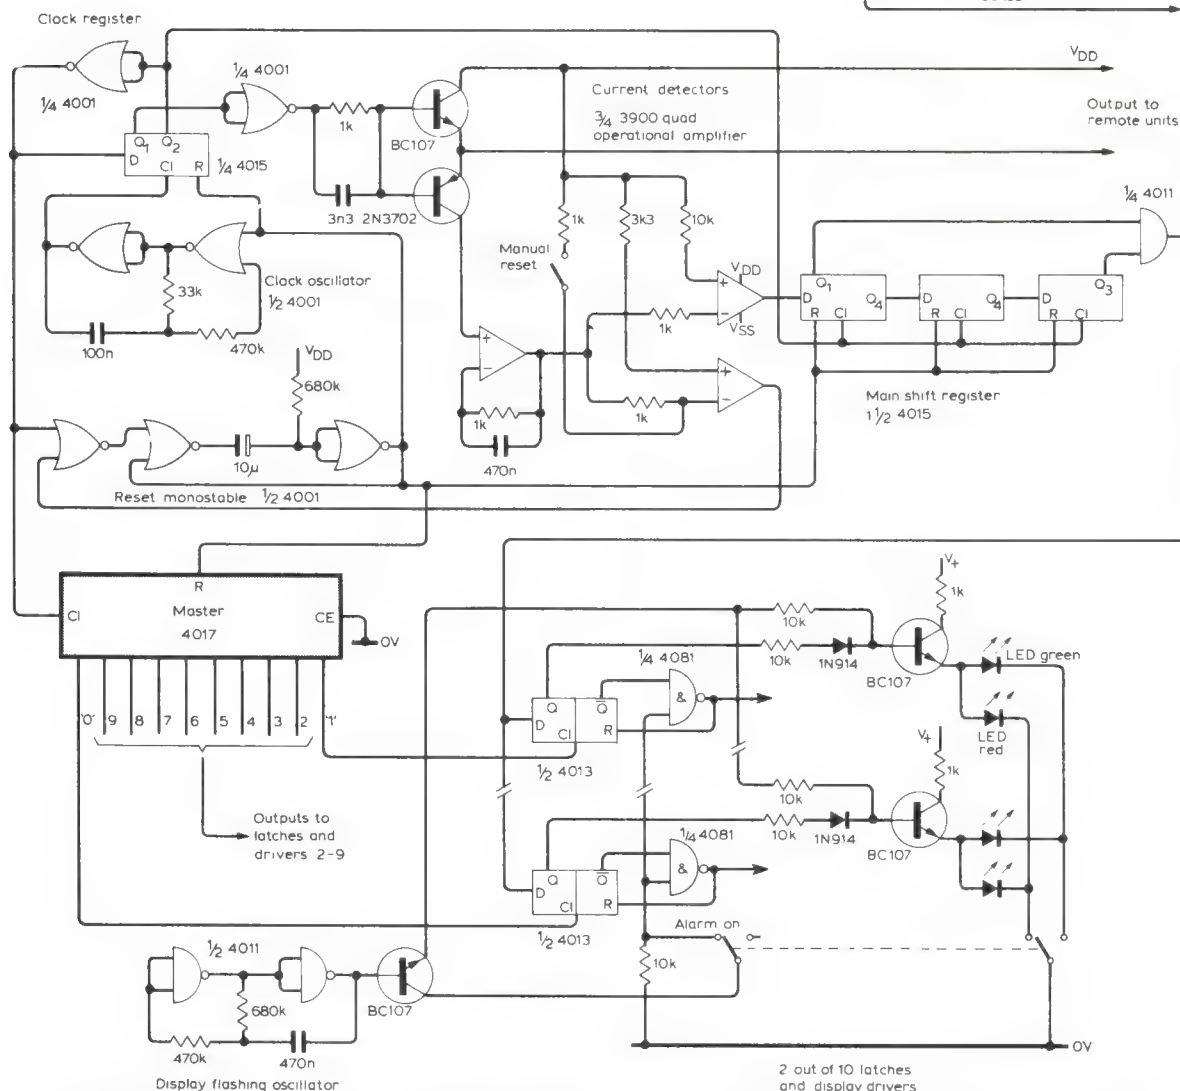 Clock register
¼ 4001
¼ 4001
Q1 Q2
D
Cl R
¼ 4015
1k
3n3
BC107
2N3702
VDD
Current detectors
¾ 3900 quad
operational amplifier
Output to
remote units
1k
3k3
10k
Manual
reset
VDD
VSS
+
−
1k
1k
+
−
+
−
1k
470n
¼ 4011
Q1
D
Q4
R
Cl
D
Q4
R
Cl
D
Q3
R
Cl
Main shift register
1½ 4015
33k
Clock oscillator
½ 4001
100n
470k
VDD
680k
10µ
Reset monostable ½ 4001
R
Cl
Master
4017
CE
0V
'0' 9 8 7 6 5 4 3 2 '1'
Outputs to
latches and
drivers 2-9
10k
10k
1N914
BC107
V+
1k
LED green
LED
red
¼ 4081
&
Q Q̅
D
Cl
R
½ 4013
10k
10k
1N914
BC107
V+
1k
¼ 4081
&
Q Q̅
D
Cl
R
½ 4013
Alarm on
10k
0V
½ 4011
680k
470k
470n
BC107
Display flashing oscillator
2 out of 10 latches
and display drivers